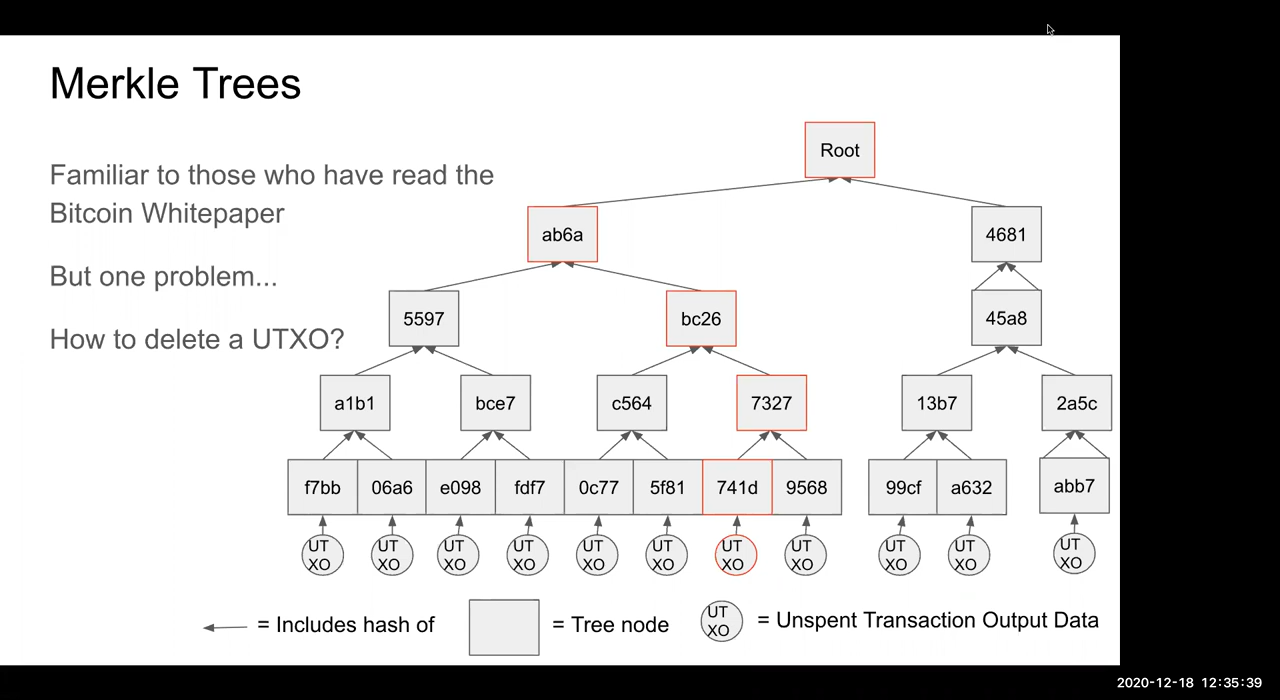 Merkle Trees
Familiar to those who have read the
Bitcoin Whitepaper
But one problem...
How to delete a UTXO?
Root
ab6a
4681
5597
bc26
45a8
a1b1
bce7
c564
7327
13b7
2a5c
f7bb
06a6
e098
fdf7
0c77
5f81
741d
9568
99cf
a632
abb7
UT
XO
UT
XO
UT
XO
UT
XO
UT
XO
UT
XO
UT
XO
UT
XO
UT
XO
UT
XO
UT
XO
= Includes hash of
= Tree node
UT
XO
= Unspent Transaction Output Data
2020-12-18 12:35:39